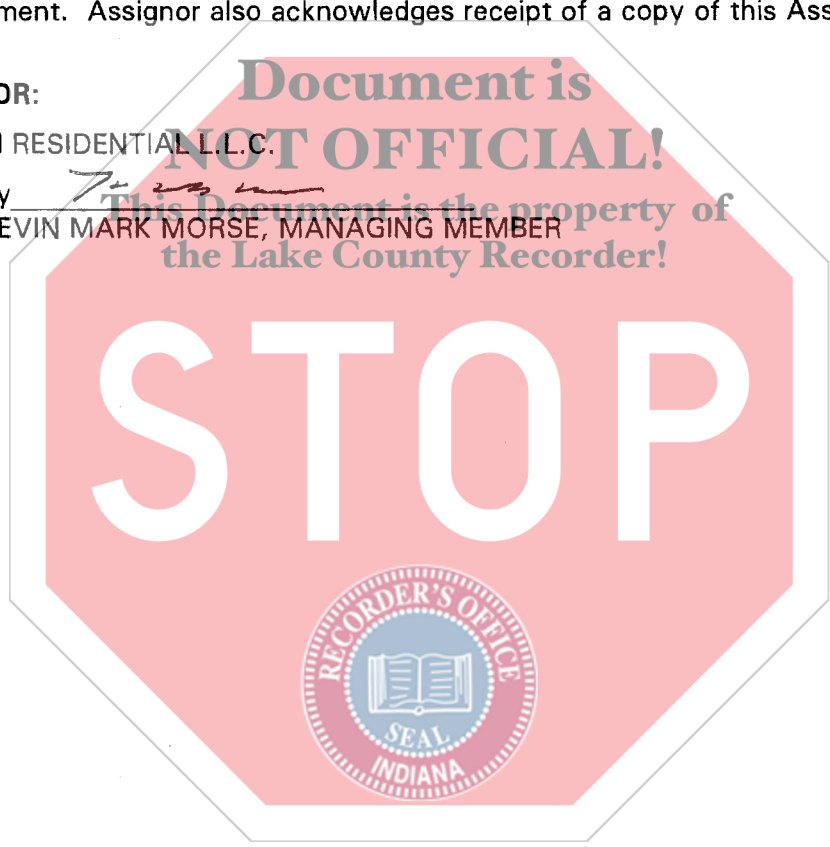 ment. Assignor also acknowledges receipt of a copy of this Ass
OR:
RESIDENTIAL L.L.C.
y
EVIN MARK MORSE, MANAGING MEMBER
Document is
NOT OFFICIAL!
This Document is the property of
the Lake County Recorder!
STOP
RECORDER'S OFFICE
SEAL
INDIANA